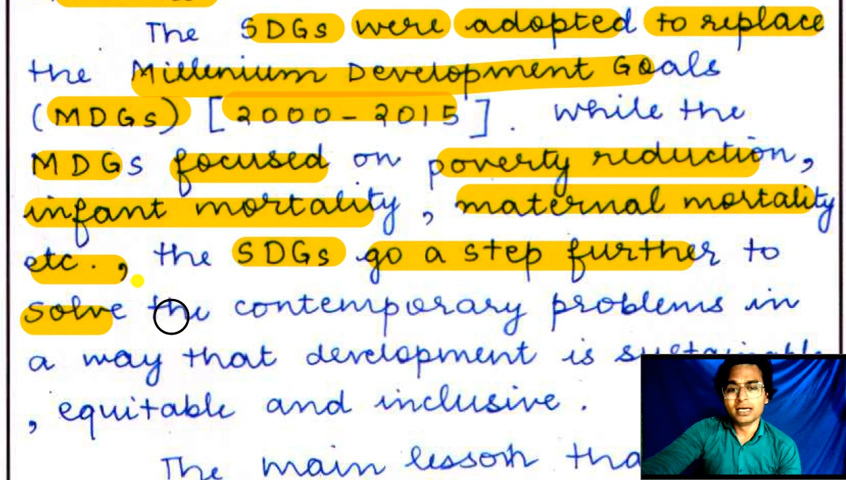 The SDGs were adopted to replace
the Millenium Development Goals
(MDGs) [2000-2015]. While the
MDGs focused on poverty reduction,
infant mortality, maternal mortality
etc., the SDGs go a step further to
solve the contemporary problems in
a way that development is sustainable
, equitable and inclusive.
The main lesson